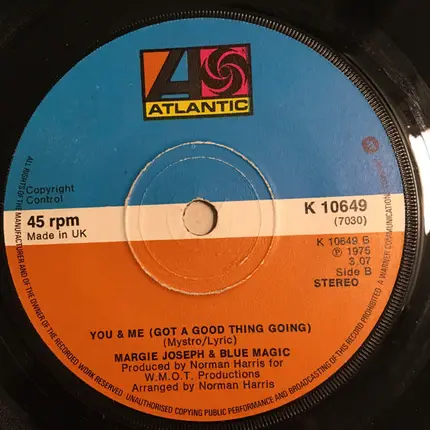 ATLANTIC
Copyright
Control
45 rpm
Made in UK
K 10649
(7030)
K 10649 B
℗ 1975
3.07
Side B
STEREO
YOU & ME (GOT A GOOD THING GOING)
(Mystro/Lyric)
MARGIE JOSEPH & BLUE MAGIC
Produced by Norman Harris for
W.M.O.T. Productions
Arranged by Norman Harris
ALL RIGHTS OF THE MANUFACTURER AND OF THE OWNER OF THE RECORDED WORK RESERVED. UNAUTHORISED COPYING PUBLIC PERFORMANCE AND BROADCASTING OF THIS RECORD PROHIBITED. A WARNER COMMUNICATIONS